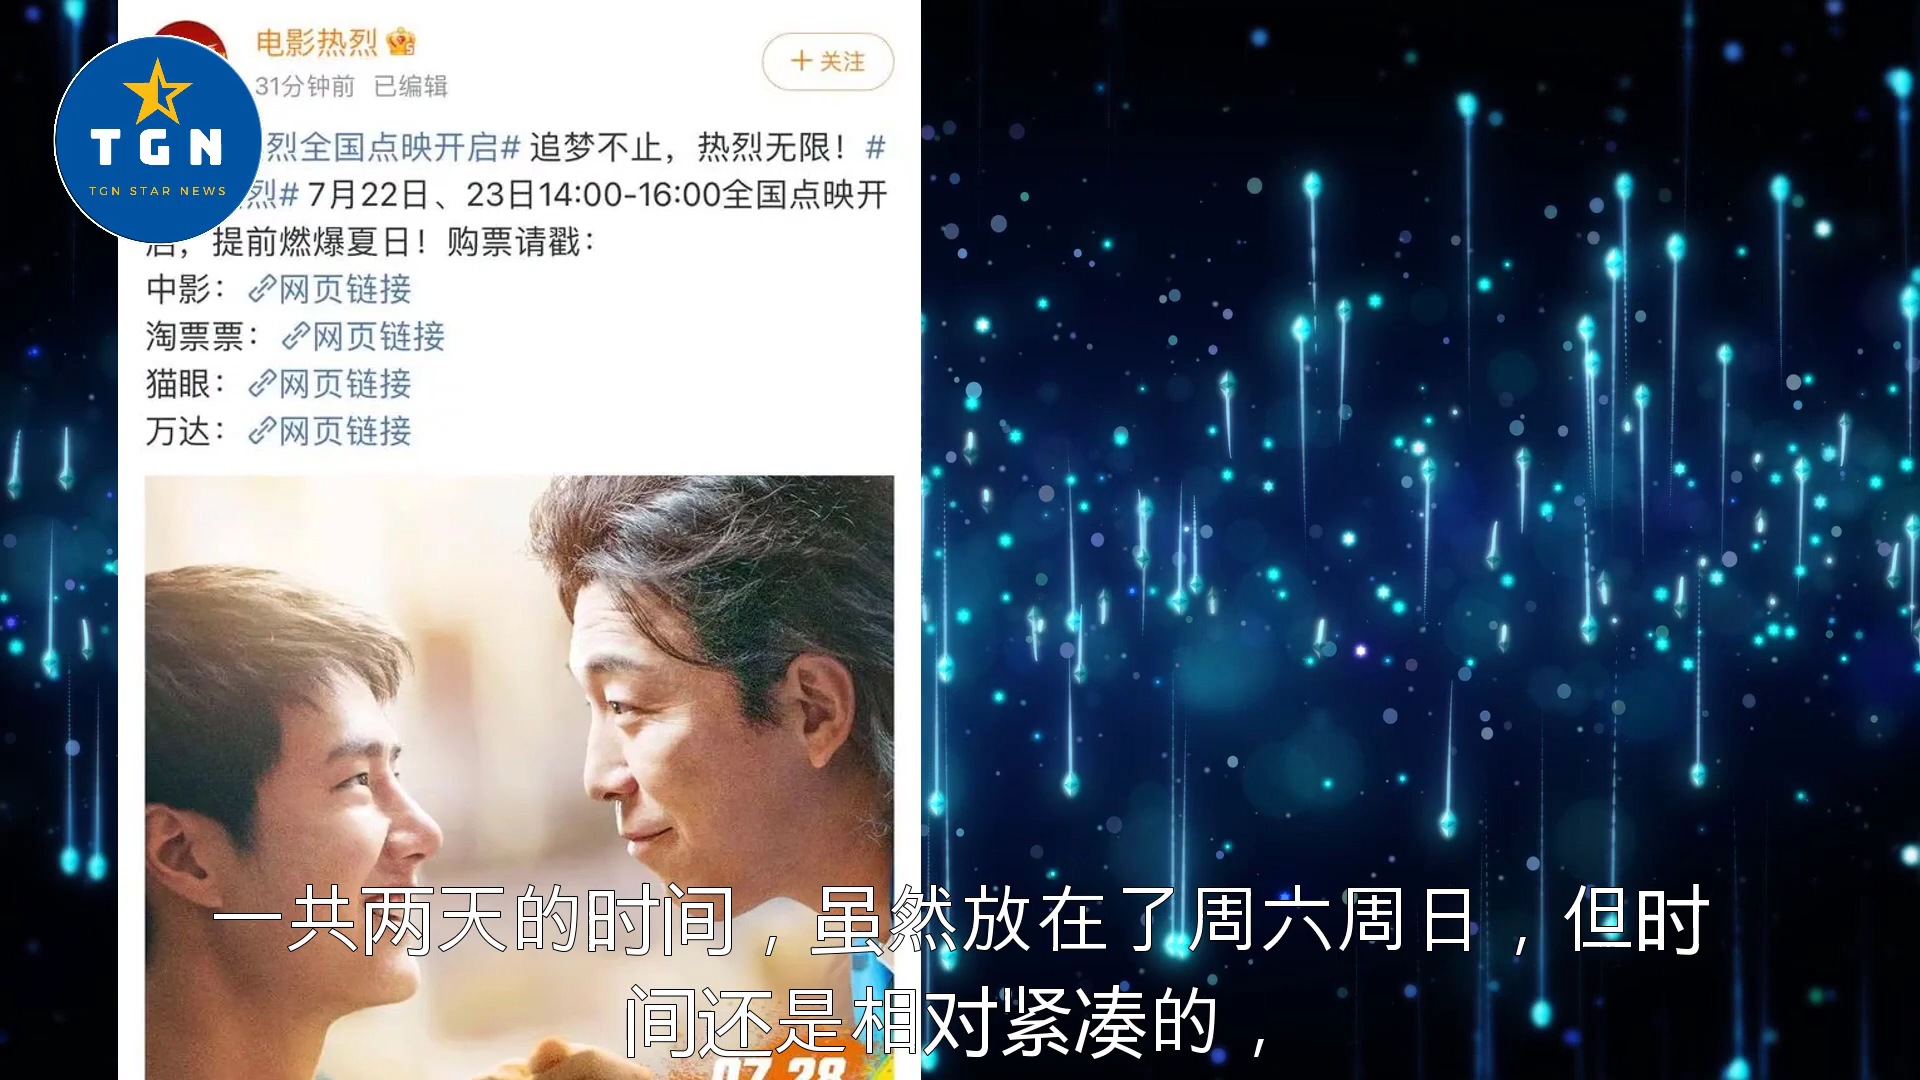 电影热烈
31分钟前 已编辑
+关注
TGN
TGN STAR NEWS
烈全国点映开启# 追梦不止，热烈无限！#
烈# 7月22日、23日14:00-16:00全国点映开
启，提前燃爆夏日！购票请戳：
中影：网页链接
淘票票：网页链接
猫眼：网页链接
万达：网页链接
07.28
一共两天的时间，虽然放在了周六周日，但时
间还是相对紧凑的，